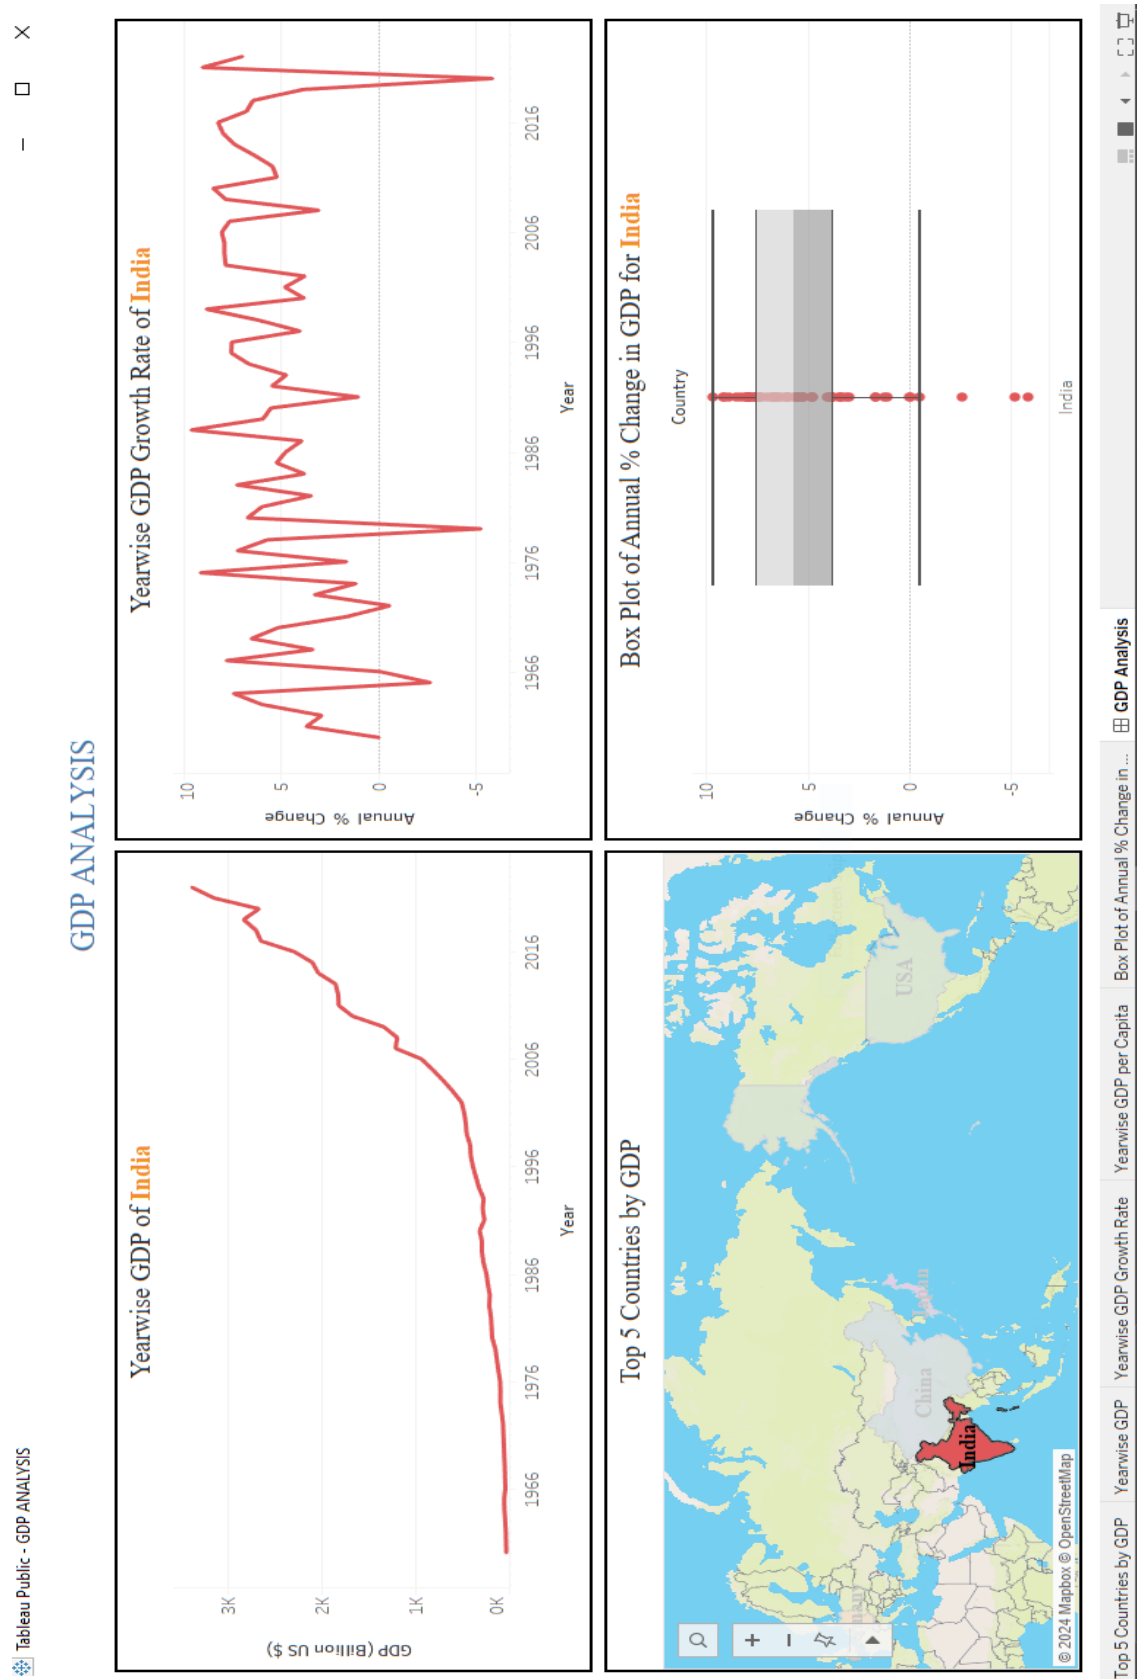 Tableau Public - GDP ANALYSIS
GDP ANALYSIS
Yearwise GDP of India
3K
2K
1K
0K
GDP (Billion US $)
1966
1976
1986
1996
2006
2016
Year
Yearwise GDP Growth Rate of India
10
5
0
-5
Annual % Change
1966
1976
1986
1996
2006
2016
Year
Top 5 Countries by GDP
India
China
Japan
USA
© 2024 Mapbox © OpenStreetMap
Box Plot of Annual % Change in GDP for India
Country
10
5
0
-5
Annual % Change
India
Top 5 Countries by GDP
Yearwise GDP
Yearwise GDP Growth Rate
Yearwise GDP per Capita
Box Plot of Annual % Change in ...
GDP Analysis